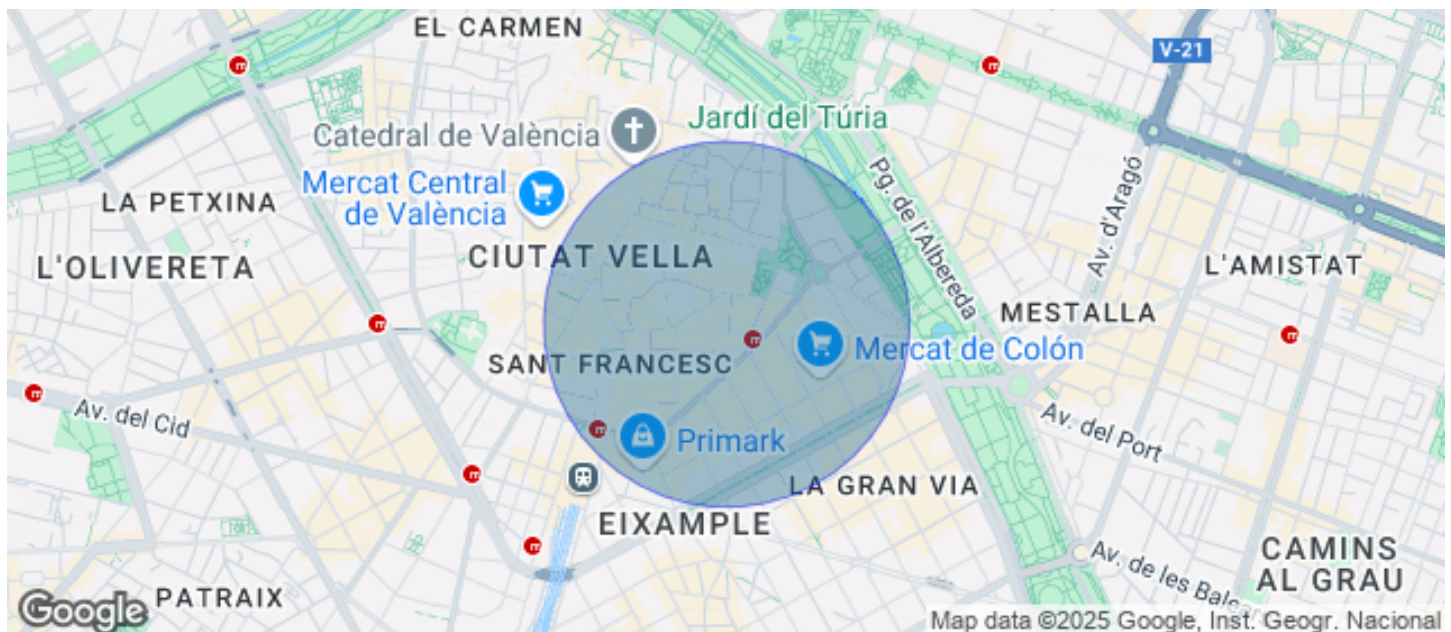 EL CARMEN
V-21
Jardí del Túria
Catedral de València
Pg. de l'Albereda
Av. d'Aragó
Mercat Central
de València
LA PETXINA
CIUTAT VELLA
L'OLIVERETA
L'AMISTAT
MESTALLA
Mercat de Colón
SANT FRANCESC
Av. del Cid
Primark
Av. del Port
LA GRAN VIA
EIXAMPLE
CAMINS
AL GRAU
Av. de les Balear
PATRAIX
Google
Map data ©2025 Google, Inst. Geogr. Nacional